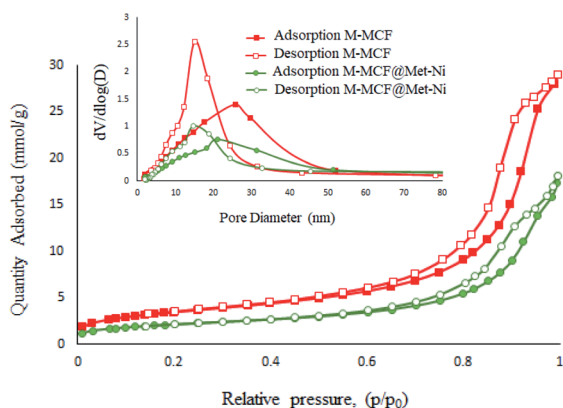 dV/dlog(D)
3
2.5
2
1.5
1
0.5
0
0 10 20 30 40 50 60 70 80
Pore Diameter (nm)
Adsorption M-MCF
Desorption M-MCF
Adsorption M-MCF@Met-Ni
Desorption M-MCF@Met-Ni
Quantity Adsorbed (mmol/ g)
30
25
20
15
10
5
0
0 0.2 0.4 0.6 0.8 1
Relative pressure, (p/p0)